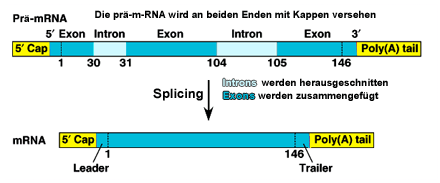 Prä-mRNA
Die prä-m-RNA wird an beiden Enden mit Kappen versehen
5′ Exon Intron Exon Intron Exon 3′
5′ Cap Poly(A) tail
1 30 31 104 105 146
Splicing
Introns werden herausgeschnitten
Exons werden zusammengefügt
mRNA
5′ Cap Poly(A) tail
1 146
Leader Trailer